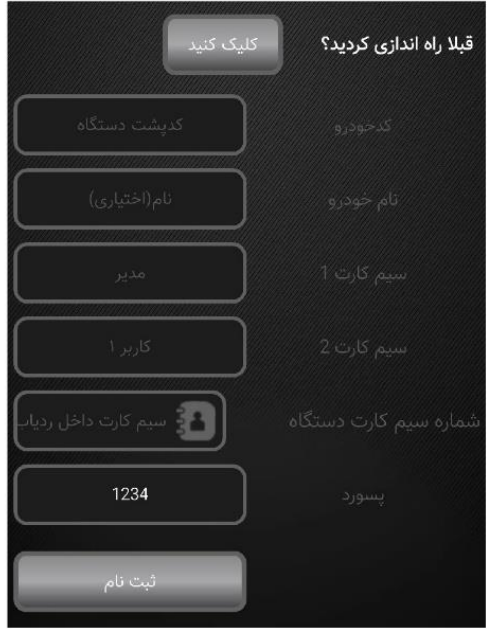 قبلا راه اندازی کردید؟ کلیک کنید
کدخودرو کدپشت دستگاه
نام خودرو نام(اختیاری)
سیم کارت 1 مدیر
سیم کارت 2 کاربر ۱
شماره سیم کارت دستگاه سیم کارت داخل ردیاب
پسورد 1234
ثبت نام